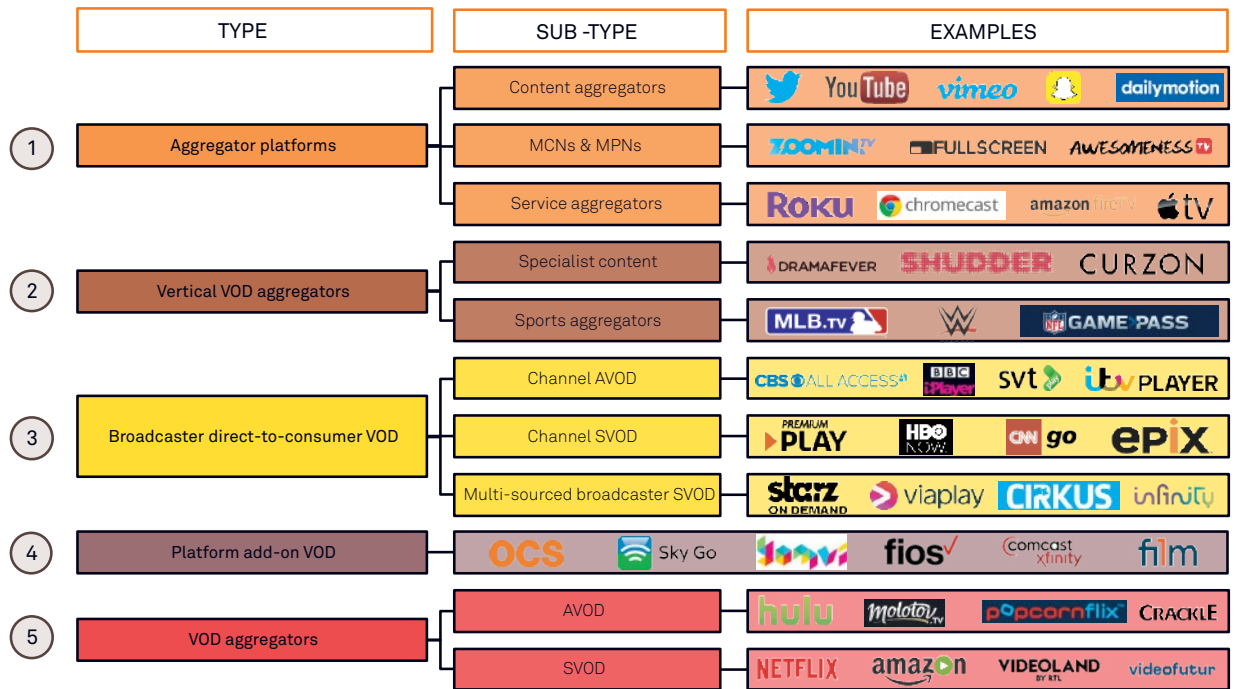 TYPE
SUB -TYPE
EXAMPLES
1
Aggregator platforms
Content aggregators
YouTube vimeo dailymotion
MCNs & MPNs
ZOOMIN.TV FULLSCREEN AWESOMENESS TV
Service aggregators
ROKU chromecast amazon fireTV tv
2
Vertical VOD aggregators
Specialist content
DRAMAFEVER SHUDDER CURZON
Sports aggregators
MLB.TV W NFL GAME PASS
3
Broadcaster direct-to-consumer VOD
Channel AVOD
CBS ALL ACCESS BBC iPlayer svt itv PLAYER
Channel SVOD
PREMIUM PLAY HBO NOW CNN go epix
Multi-sourced broadcaster SVOD
starz ON DEMAND viaplay CIRKUS infinity
4
Platform add-on VOD
OCS Sky Go fios comcast xfinity film1
5
VOD aggregators
AVOD
hulu molotov.tv popcornflix CRACKLE
SVOD
NETFLIX amazon VIDEOLAND BY RTL videofutur